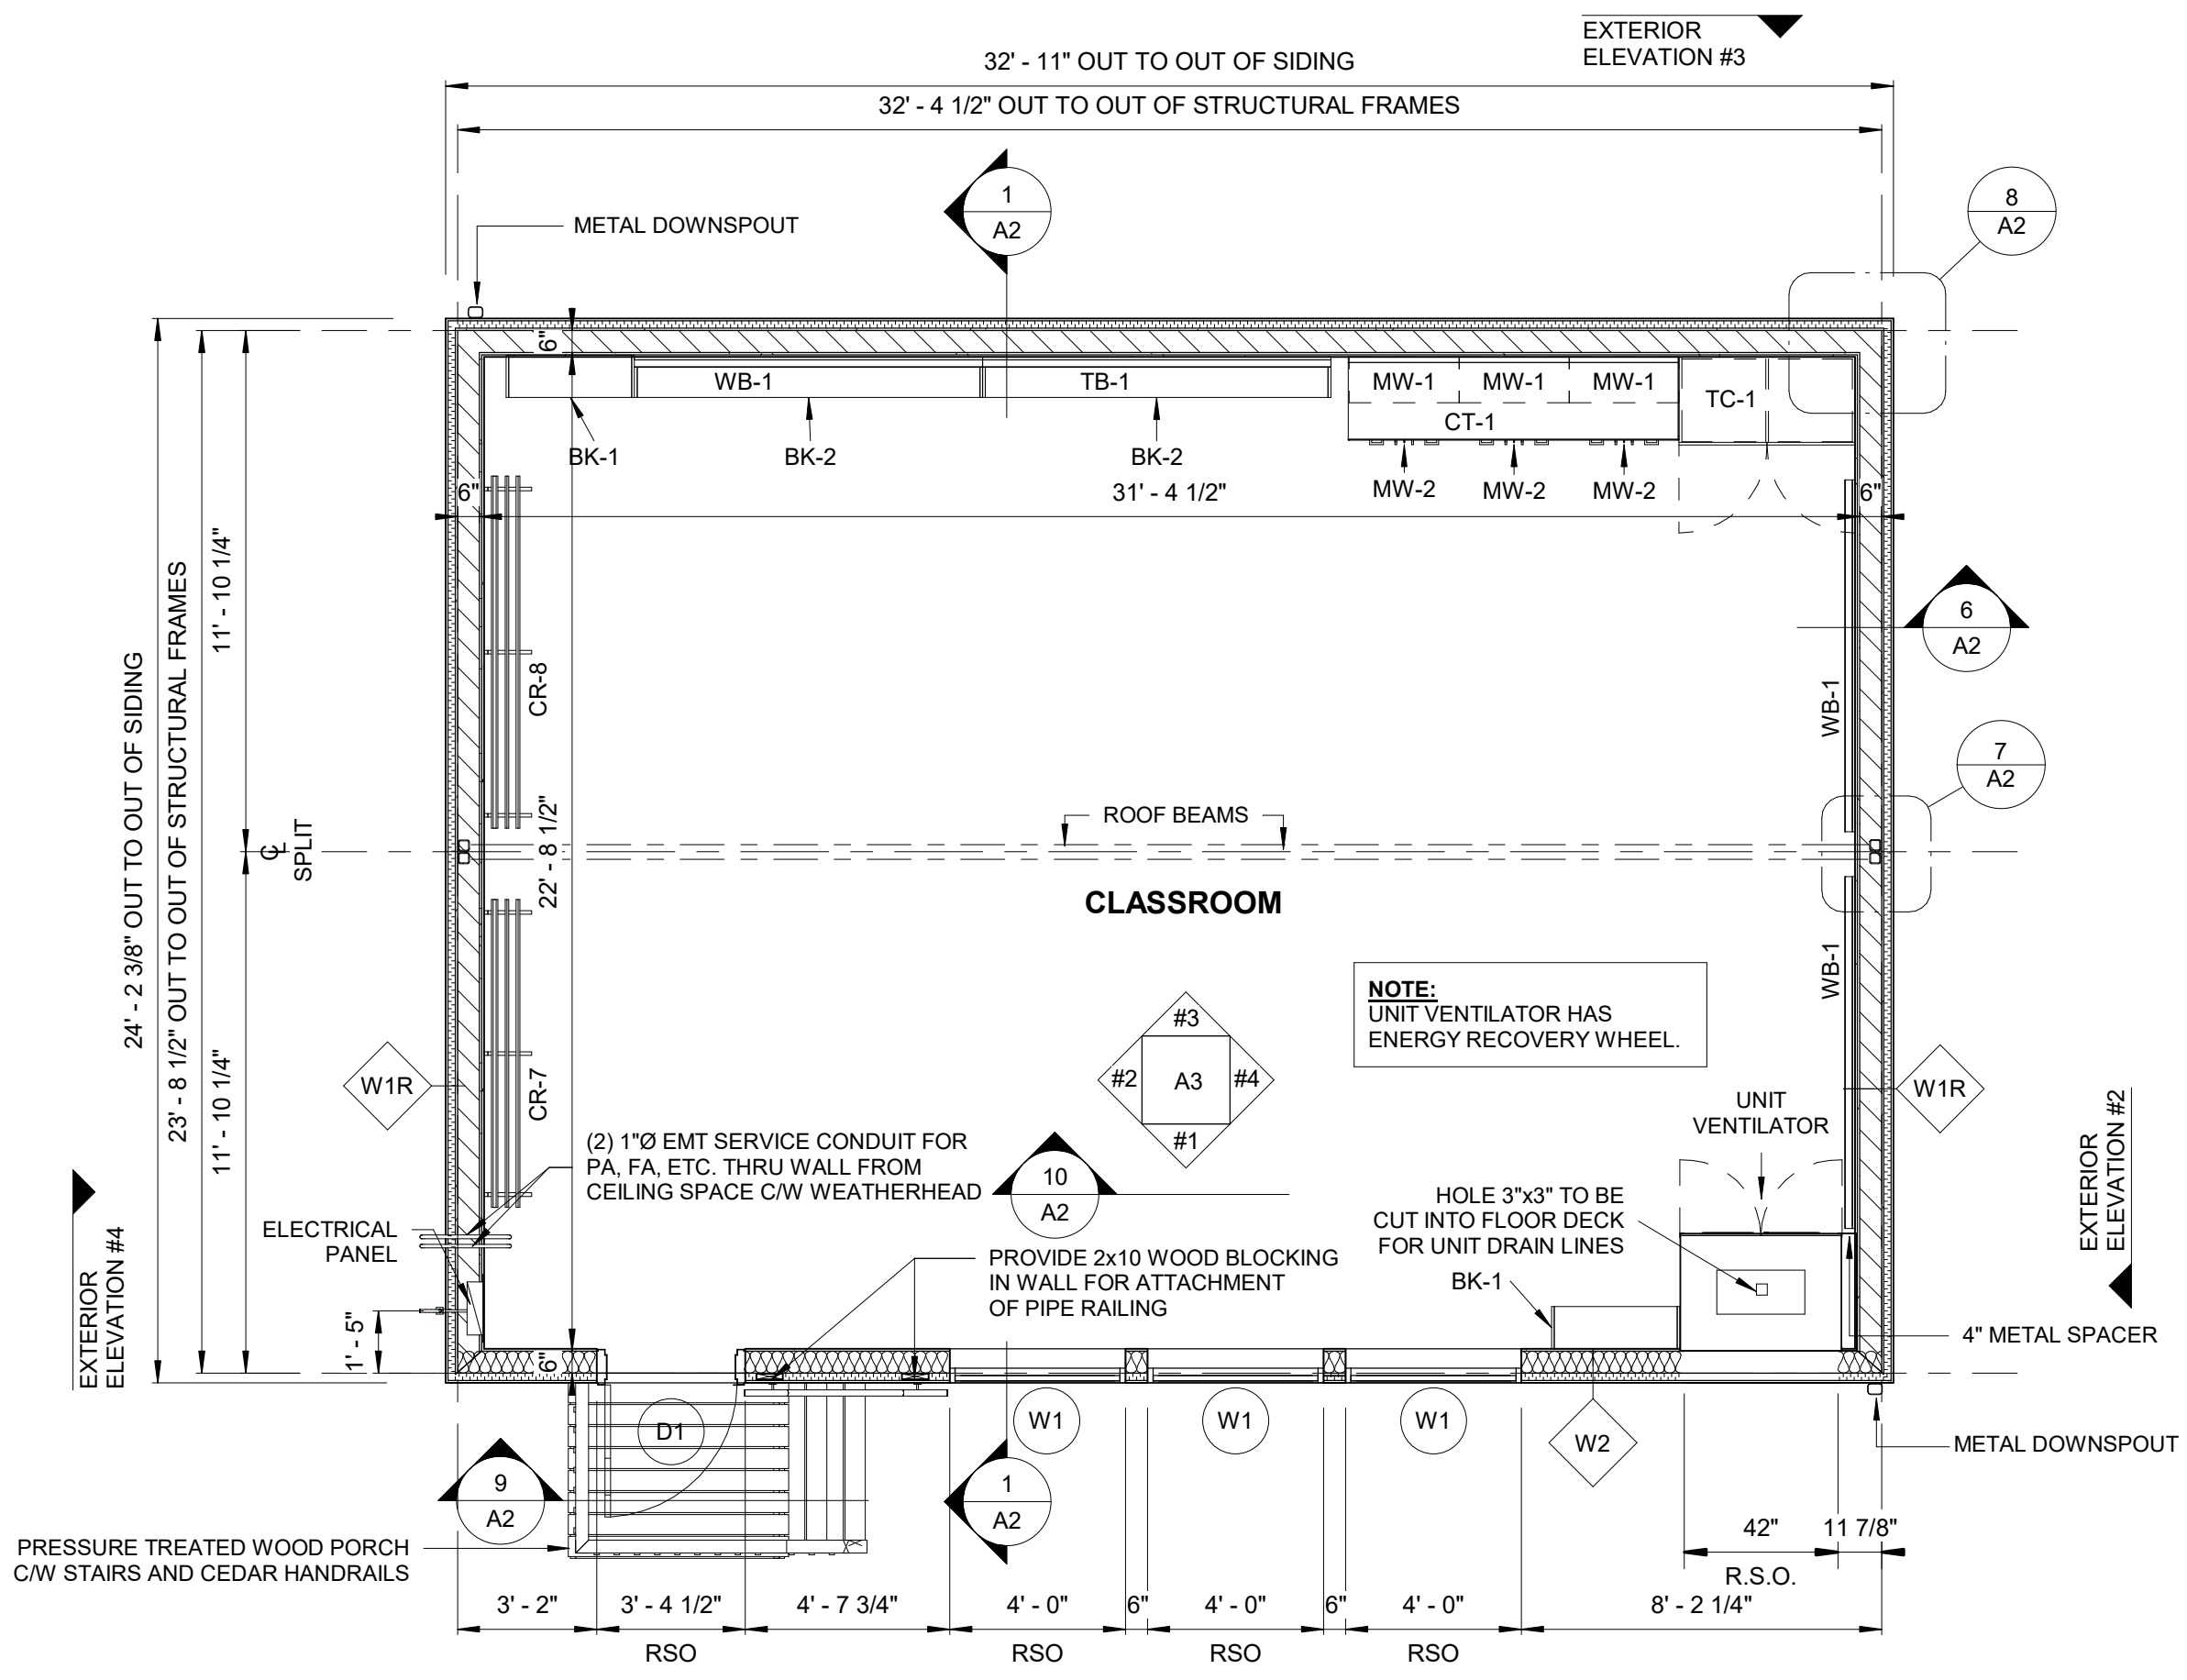 EXTERIOR
ELEVATION #3
32' - 11" OUT TO OUT OF SIDING
32' - 4 1/2" OUT TO OUT OF STRUCTURAL FRAMES
1
A2
8
A2
METAL DOWNSPOUT
6"
WB-1
TB-1
MW-1
MW-1
MW-1
TC-1
CT-1
BK-1
BK-2
BK-2
MW-2
MW-2
MW-2
6"
31' - 4 1/2"
6"
11' - 10 1/4"
24' - 2 3/8" OUT TO OUT OF SIDING
23' - 8 1/2" OUT TO OUT OF STRUCTURAL FRAMES
CR-8
WB-1
6
A2
7
A2
22' - 8 1/2"
ROOF BEAMS
CL
SPLIT
CLASSROOM
WB-1
NOTE:
UNIT VENTILATOR HAS
ENERGY RECOVERY WHEEL.
#3
#2
A3
#4
#1
W1R
W1R
11' - 10 1/4"
CR-7
UNIT
VENTILATOR
(2) 1"Ø EMT SERVICE CONDUIT FOR
PA, FA, ETC. THRU WALL FROM
CEILING SPACE C/W WEATHERHEAD
10
A2
HOLE 3"x3" TO BE
CUT INTO FLOOR DECK
FOR UNIT DRAIN LINES
EXTERIOR
ELEVATION #2
EXTERIOR
ELEVATION #4
ELECTRICAL
PANEL
PROVIDE 2x10 WOOD BLOCKING
IN WALL FOR ATTACHMENT
OF PIPE RAILING
BK-1
1' - 5"
4" METAL SPACER
6"
D1
W1
W1
W1
W2
METAL DOWNSPOUT
9
A2
1
A2
PRESSURE TREATED WOOD PORCH
C/W STAIRS AND CEDAR HANDRAILS
42"
11 7/8"
R.S.O.
3' - 2"
3' - 4 1/2"
4' - 7 3/4"
4' - 0"
6"
4' - 0"
6"
4' - 0"
8' - 2 1/4"
RSO
RSO
RSO
RSO